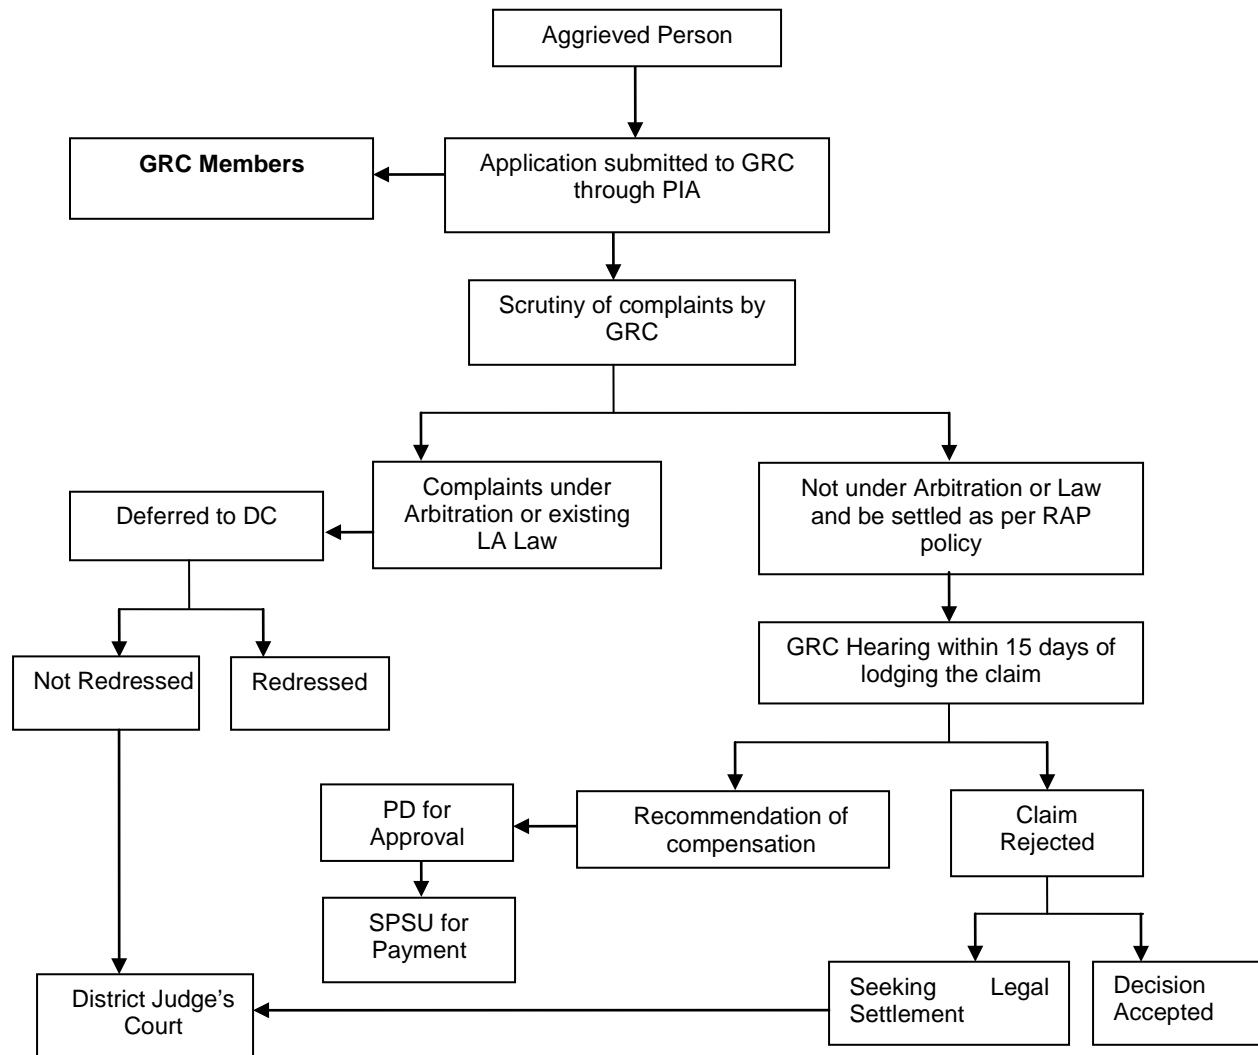 Aggrieved Person
GRC Members
Application submitted to GRC
through PIA
Scrutiny of complaints by
GRC
Deferred to DC
Complaints under
Arbitration or existing
LA Law
Not under Arbitration or Law
and be settled as per RAP
policy
Not Redressed
Redressed
GRC Hearing within 15 days of
lodging the claim
PD for
Approval
Recommendation of
compensation
Claim
Rejected
SPSU for
Payment
District Judge’s
Court
Seeking Legal
Settlement
Decision
Accepted